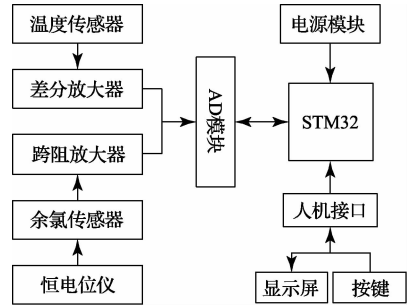 温度传感器
差分放大器
跨阻放大器
余氯传感器
恒电位仪
AD模块
电源模块
STM32
人机接口
显示屏
按键